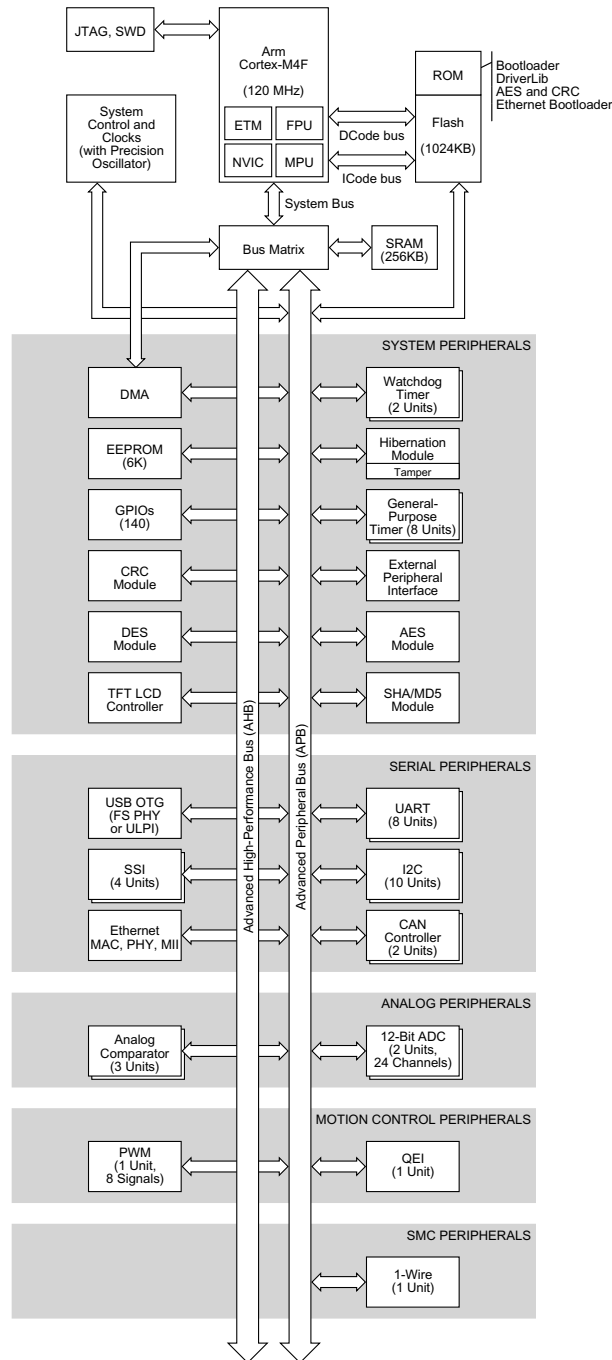 JTAG, SWD
Arm
Cortex-M4F
(120 MHz)
ETM
FPU
NVIC
MPU
ROM
Flash
(1024KB)
Bootloader
DriverLib
AES and CRC
Ethernet Bootloader
DCode bus
ICode bus
System
Control and
Clocks
(with Precision
Oscillator)
System Bus
Bus Matrix
SRAM
(256KB)
SYSTEM PERIPHERALS
DMA
Watchdog
Timer
(2 Units)
EEPROM
(6K)
Hibernation
Module
Tamper
GPIOs
(140)
General-
Purpose
Timer (8 Units)
CRC
Module
External
Peripheral
Interface
DES
Module
AES
Module
TFT LCD
Controller
SHA/MD5
Module
Advanced High-Performance Bus (AHB)
Advanced Peripheral Bus (APB)
SERIAL PERIPHERALS
USB OTG
(FS PHY
or ULPI)
UART
(8 Units)
SSI
(4 Units)
I2C
(10 Units)
Ethernet
MAC, PHY, MII
CAN
Controller
(2 Units)
ANALOG PERIPHERALS
Analog
Comparator
(3 Units)
12-Bit ADC
(2 Units,
24 Channels)
MOTION CONTROL PERIPHERALS
PWM
(1 Unit,
8 Signals)
QEI
(1 Unit)
SMC PERIPHERALS
1-Wire
(1 Unit)